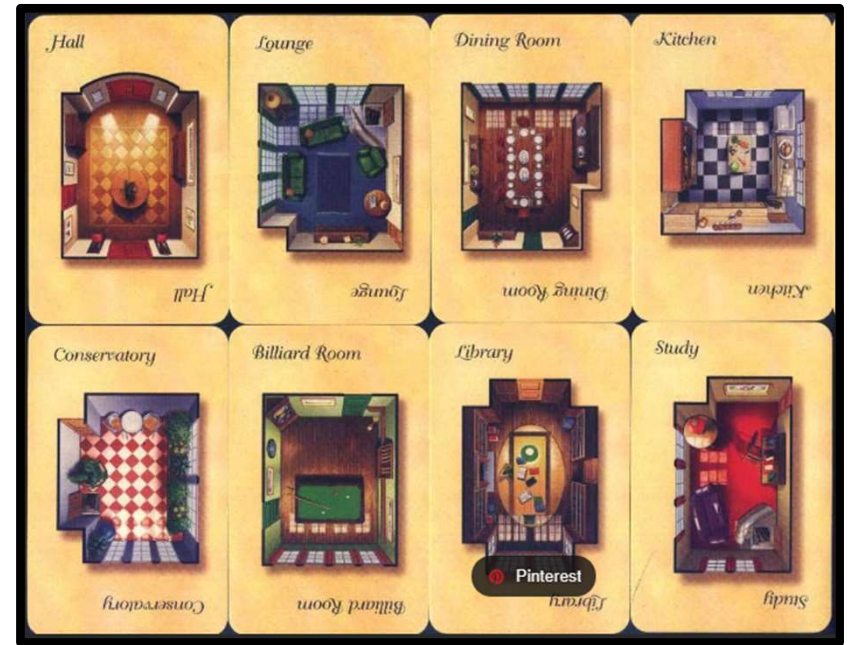 Hall
Lounge
Dining Room
Kitchen
Hall
Lounge
Dining Room
Kitchen
Conservatory
Billiard Room
Library
Study
Pinterest
Conservatory
Billiard Room
Library
Study